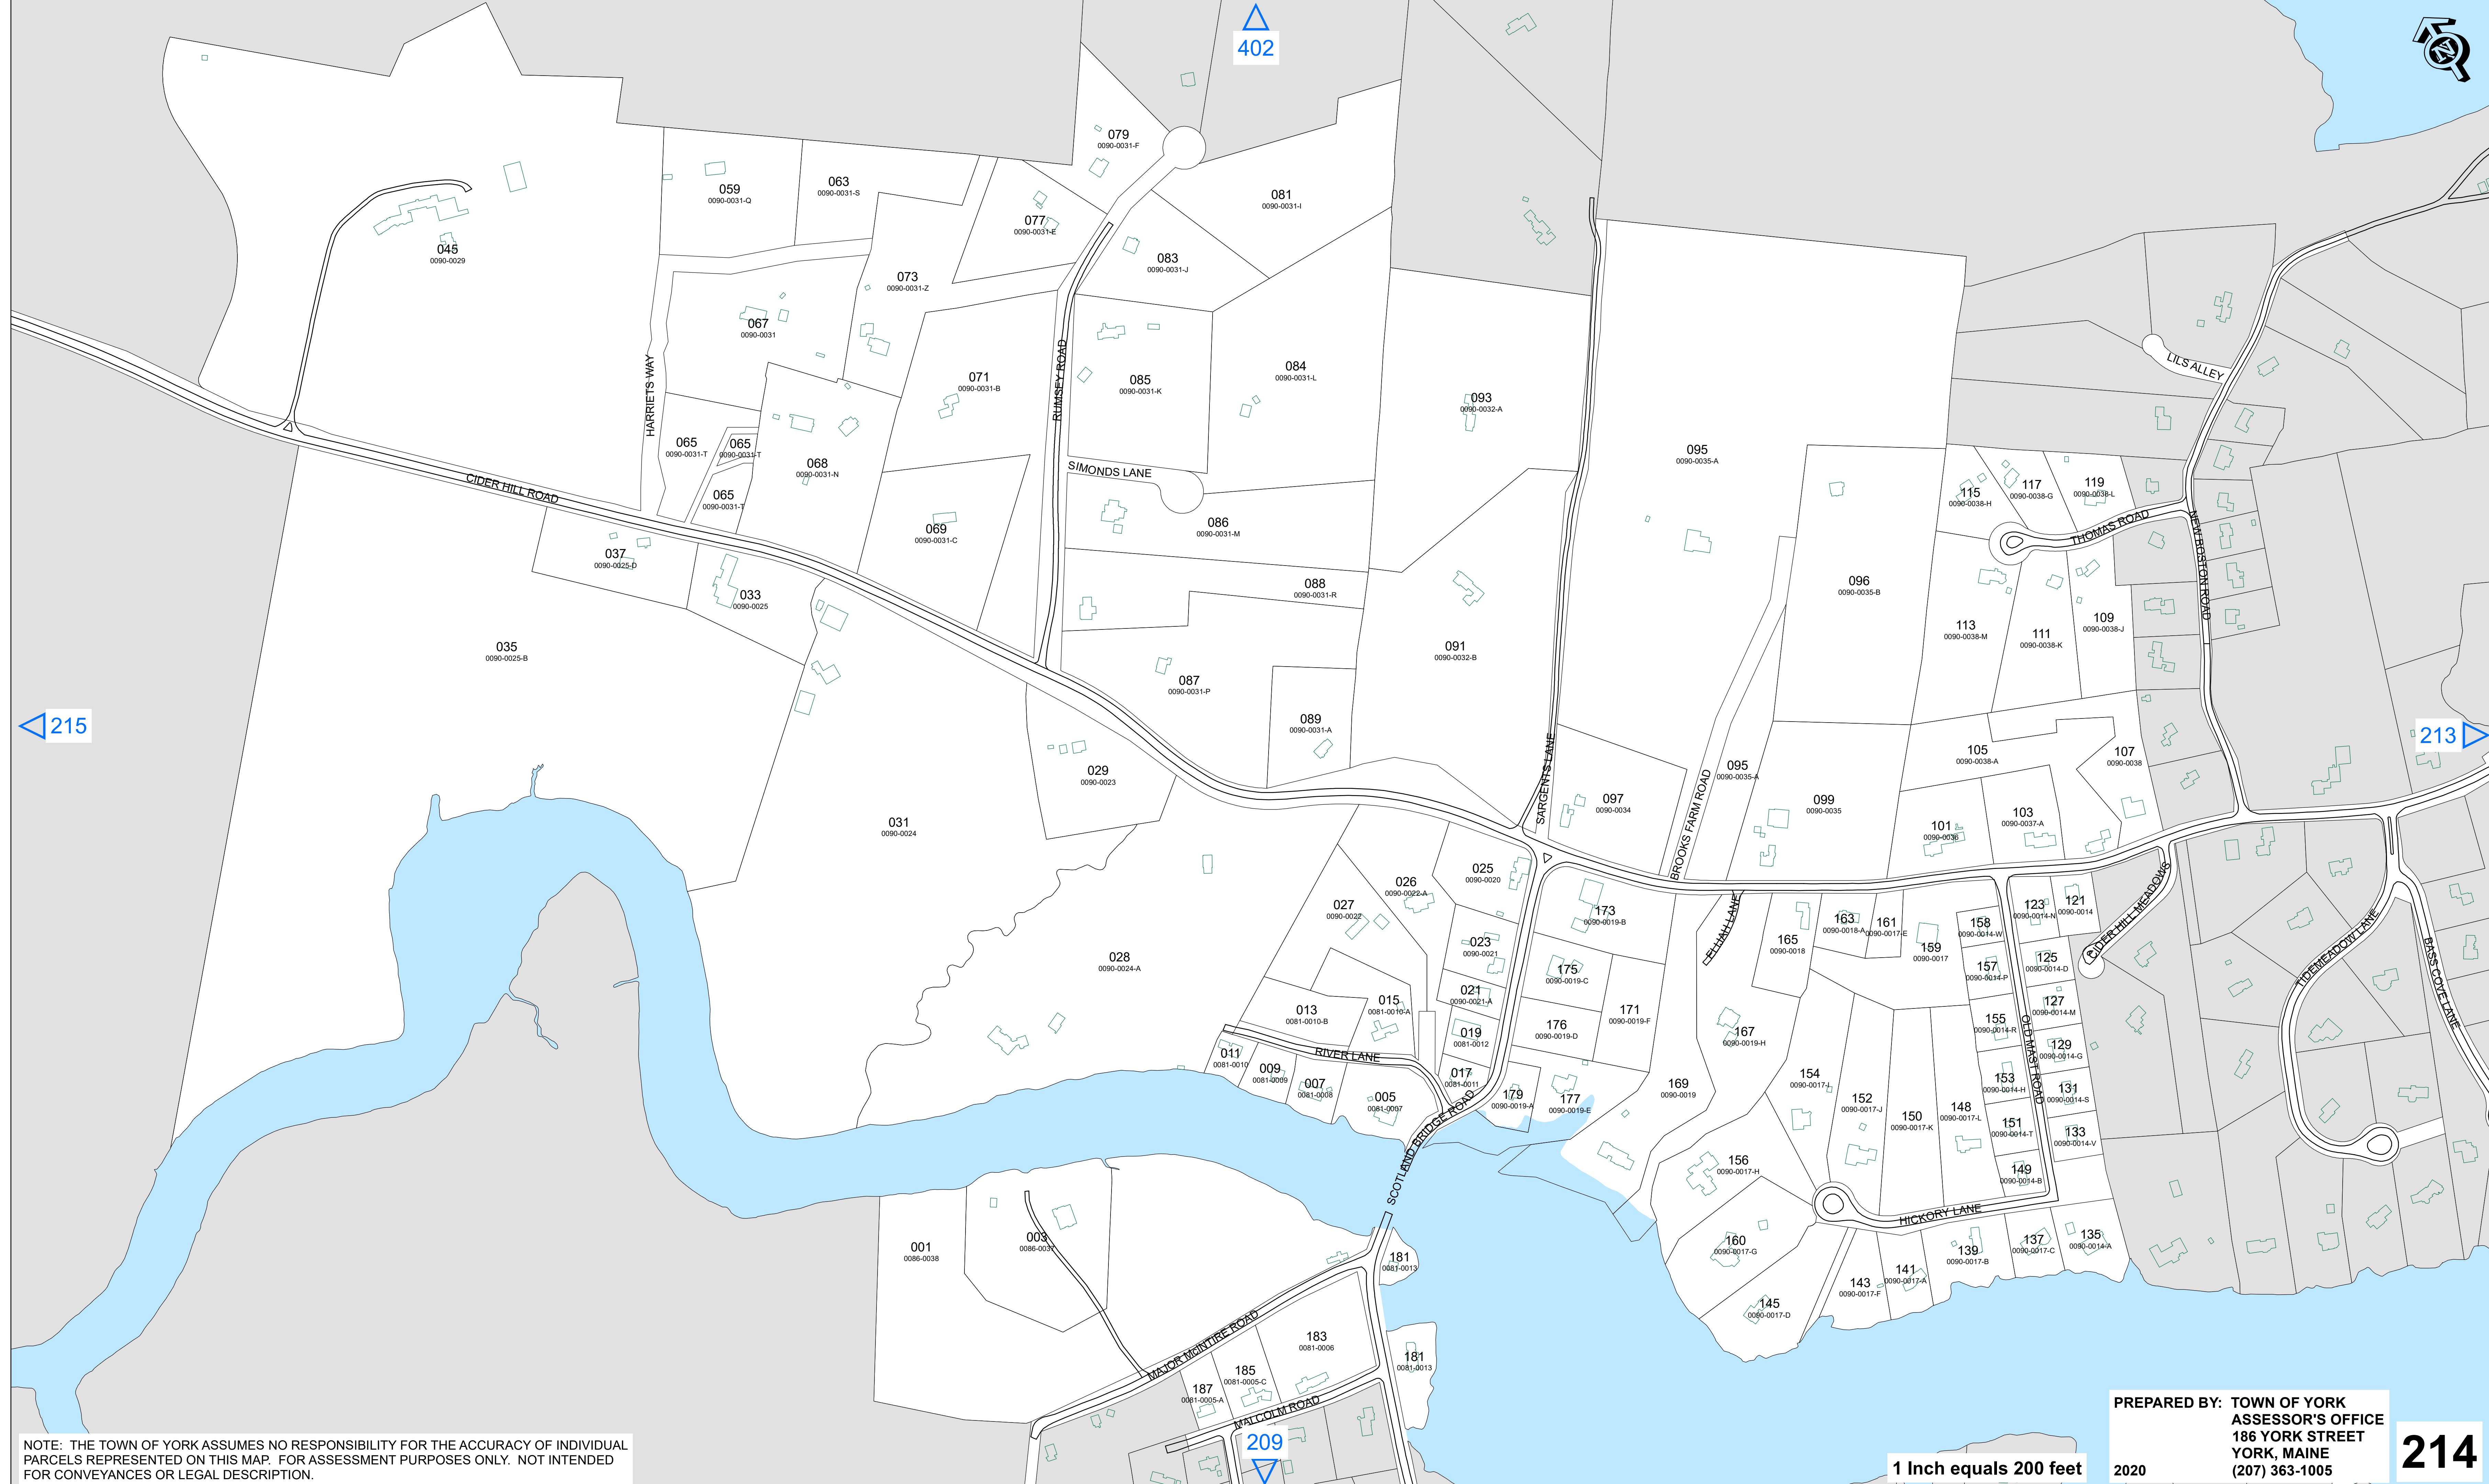 402
N
079
0090-0031-F
059
0090-0031-Q
063
0090-0031-S
081
0090-0031-I
077
0090-0031-E
045
0090-0029
083
0090-0031-J
073
0090-0031-Z
067
0090-0031
HARRIETS WAY
RUMSEY ROAD
071
0090-0031-B
085
0090-0031-K
084
0090-0031-L
093
0090-0032-A
LILS ALLEY
065
0090-0031-T
065
0090-0031-T
068
0090-0031-N
SIMONDS LANE
095
0090-0035-A
CIDER HILL ROAD
065
0090-0031-T
069
0090-0031-C
086
0090-0031-M
115
0090-0038-H
117
0090-0038-G
119
0090-0038-L
THOMAS ROAD
NEW BOSTON ROAD
037
0090-0025-D
033
0090-0025
088
0090-0031-R
096
0090-0035-B
035
0090-0025-B
091
0090-0032-B
113
0090-0038-M
111
0090-0038-K
109
0090-0038-J
087
0090-0031-P
089
0090-0031-A
215
213
029
0090-0023
SARGENTS LANE
BROOKS FARM ROAD
095
0090-0035-A
105
0090-0038-A
107
0090-0038
097
0090-0034
099
0090-0035
101
0090-0036
103
0090-0037-A
031
0090-0024
025
0090-0020
026
0090-0022-A
027
0090-0022
173
0090-0019-B
ELIJAH LANE
163
0090-0018-A
161
0090-0017-E
158
0090-0014-W
123
0090-0014-N
121
0090-0014
CIDER HILL MEADOWS
TIDEMEADOW LANE
BASS COVE LANE
028
0090-0024-A
023
0090-0021
165
0090-0018
159
0090-0017
157
0090-0014-P
125
0090-0014-D
175
0090-0019-C
021
0090-0021-A
013
0081-0010-B
015
0081-0010-A
171
0090-0019-F
127
0090-0014-M
155
0090-0014-R
OLD MAST ROAD
019
0081-0012
176
0090-0019-D
167
0090-0019-H
129
0090-0014-G
011
0081-0010
RIVER LANE
009
0081-0009
007
0081-0008
017
0081-0011
169
0090-0019
154
0090-0017-I
153
0090-0014-H
131
0090-0014-S
005
0081-0007
179
0090-0019-A
177
0090-0019-E
152
0090-0017-J
150
0090-0017-K
148
0090-0017-L
151
0090-0014-T
133
0090-0014-V
SCOTLAND BRIDGE ROAD
156
0090-0017-H
149
0090-0014-B
HICKORY LANE
001
0086-0038
003
0086-0037
181
0081-0013
160
0090-0017-G
139
0090-0017-B
137
0090-0017-C
135
0090-0014-A
143
0090-0017-F
141
0090-0017-A
145
0090-0017-D
MAJOR McINTIRE ROAD
183
0081-0006
181
0081-0013
185
0081-0005-C
187
0081-0005-A
MALCOLM ROAD
209
NOTE: THE TOWN OF YORK ASSUMES NO RESPONSIBILITY FOR THE ACCURACY OF INDIVIDUAL
PARCELS REPRESENTED ON THIS MAP. FOR ASSESSMENT PURPOSES ONLY. NOT INTENDED
FOR CONVEYANCES OR LEGAL DESCRIPTION.
1 Inch equals 200 feet
PREPARED BY: TOWN OF YORK
ASSESSOR'S OFFICE
186 YORK STREET
YORK, MAINE
2020 (207) 363-1005
214